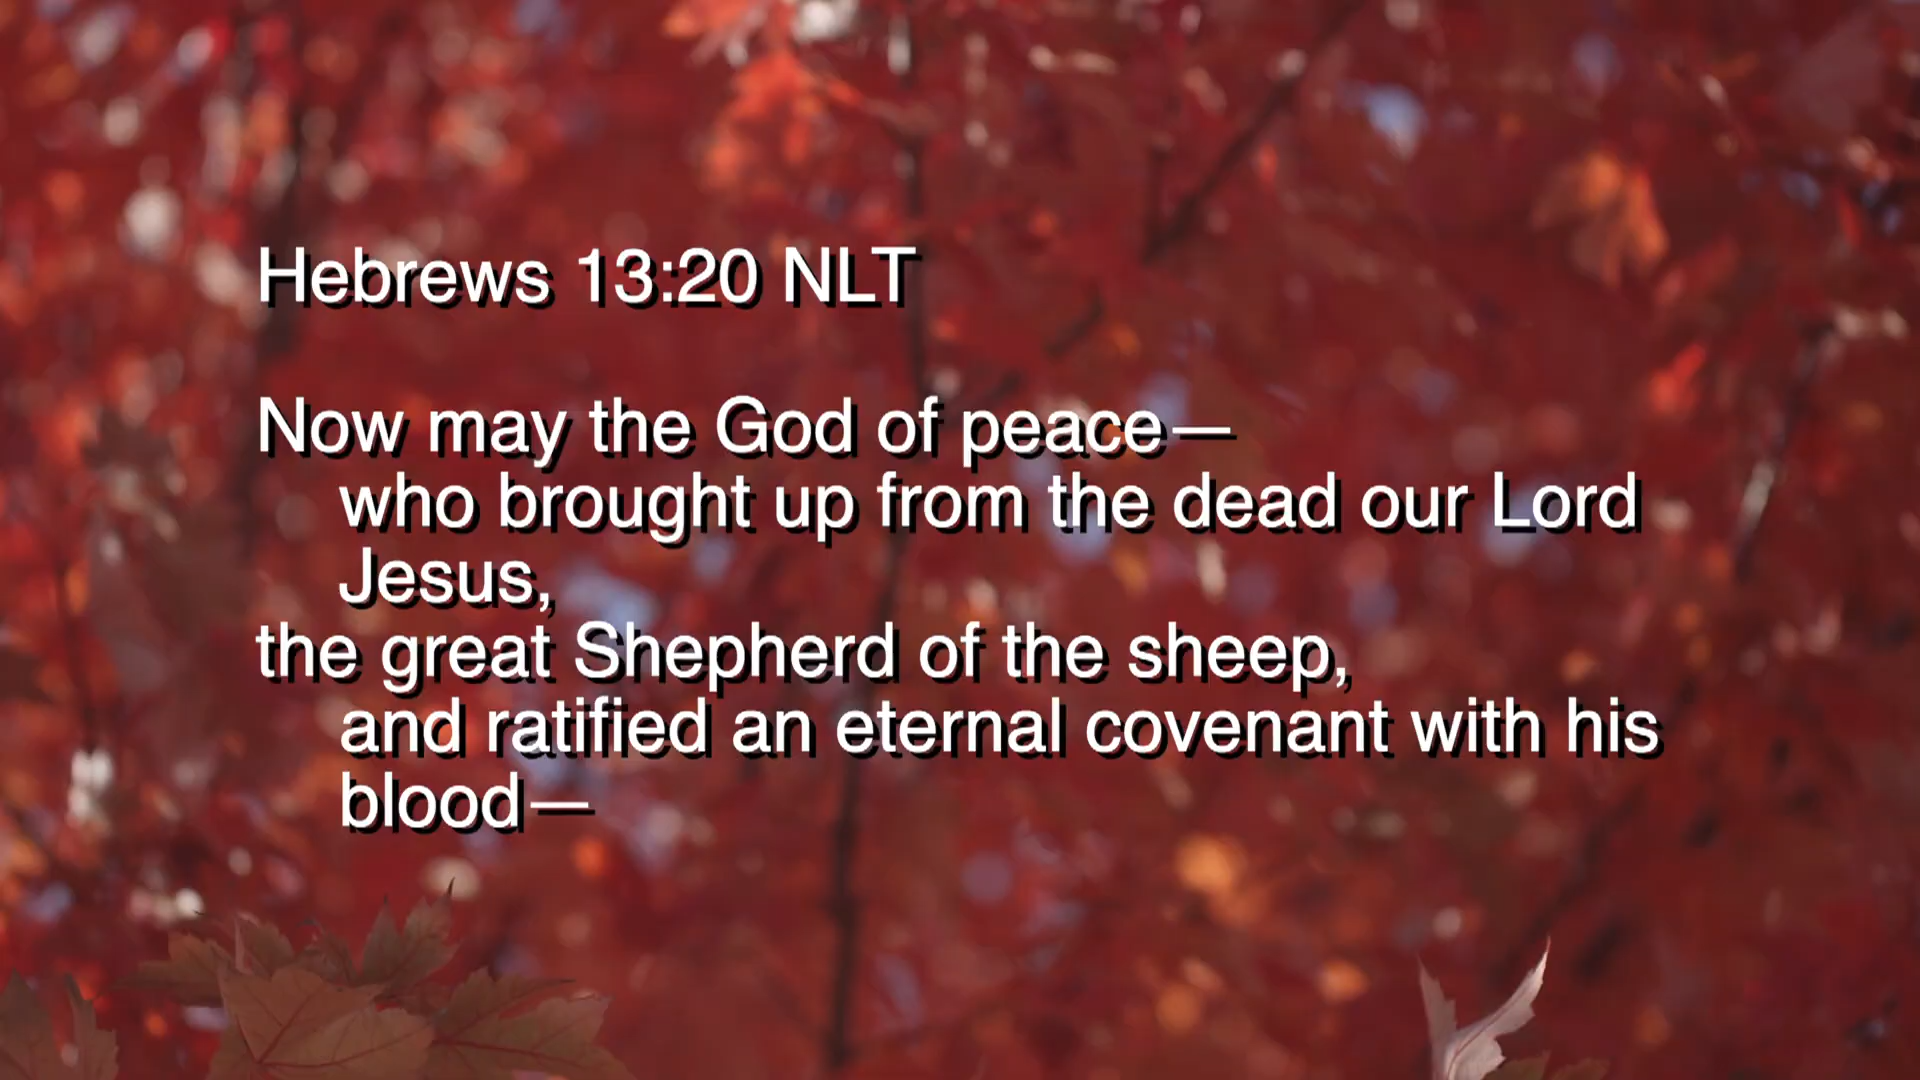 Hebrews 13:20 NLT
Now may the God of peace—
who brought up from the dead our Lord
Jesus,
the great Shepherd of the sheep,
and ratified an eternal covenant with his
blood—